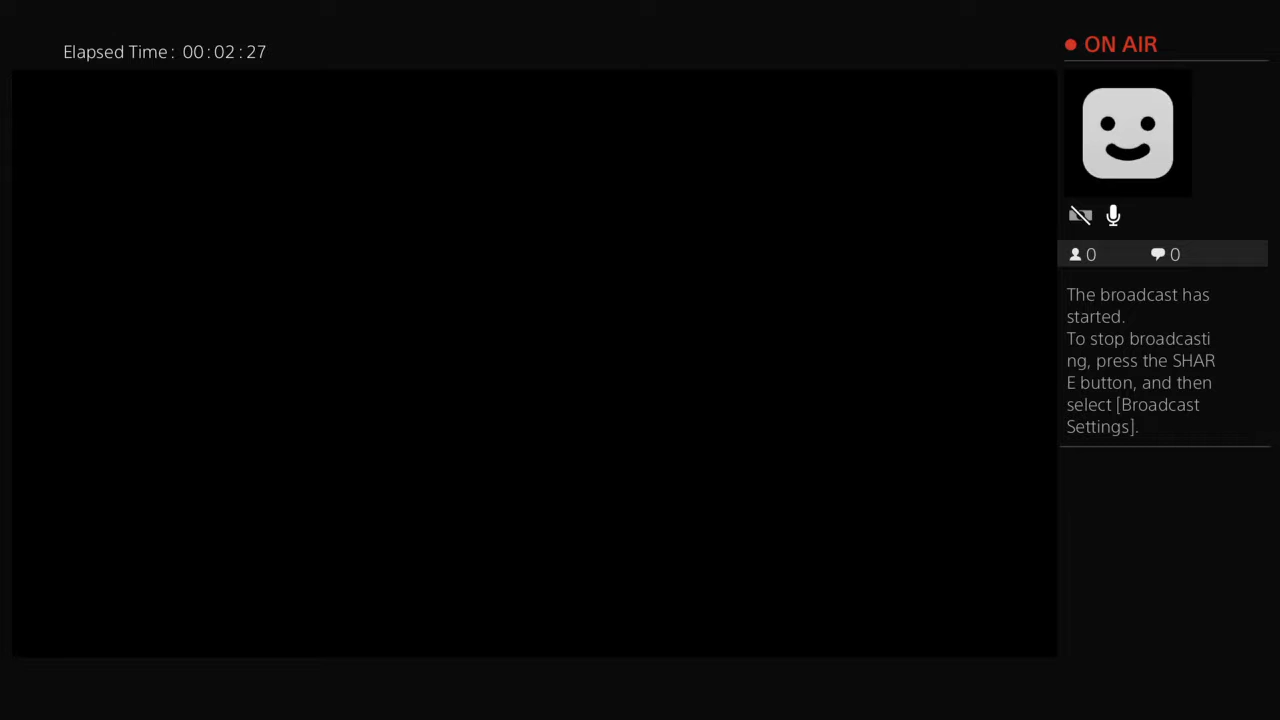 Elapsed Time: 00:02:27
ON AIR
0 0
The broadcast has
started.
To stop broadcasti
ng, press the SHAR
E button, and then
select [Broadcast
Settings].